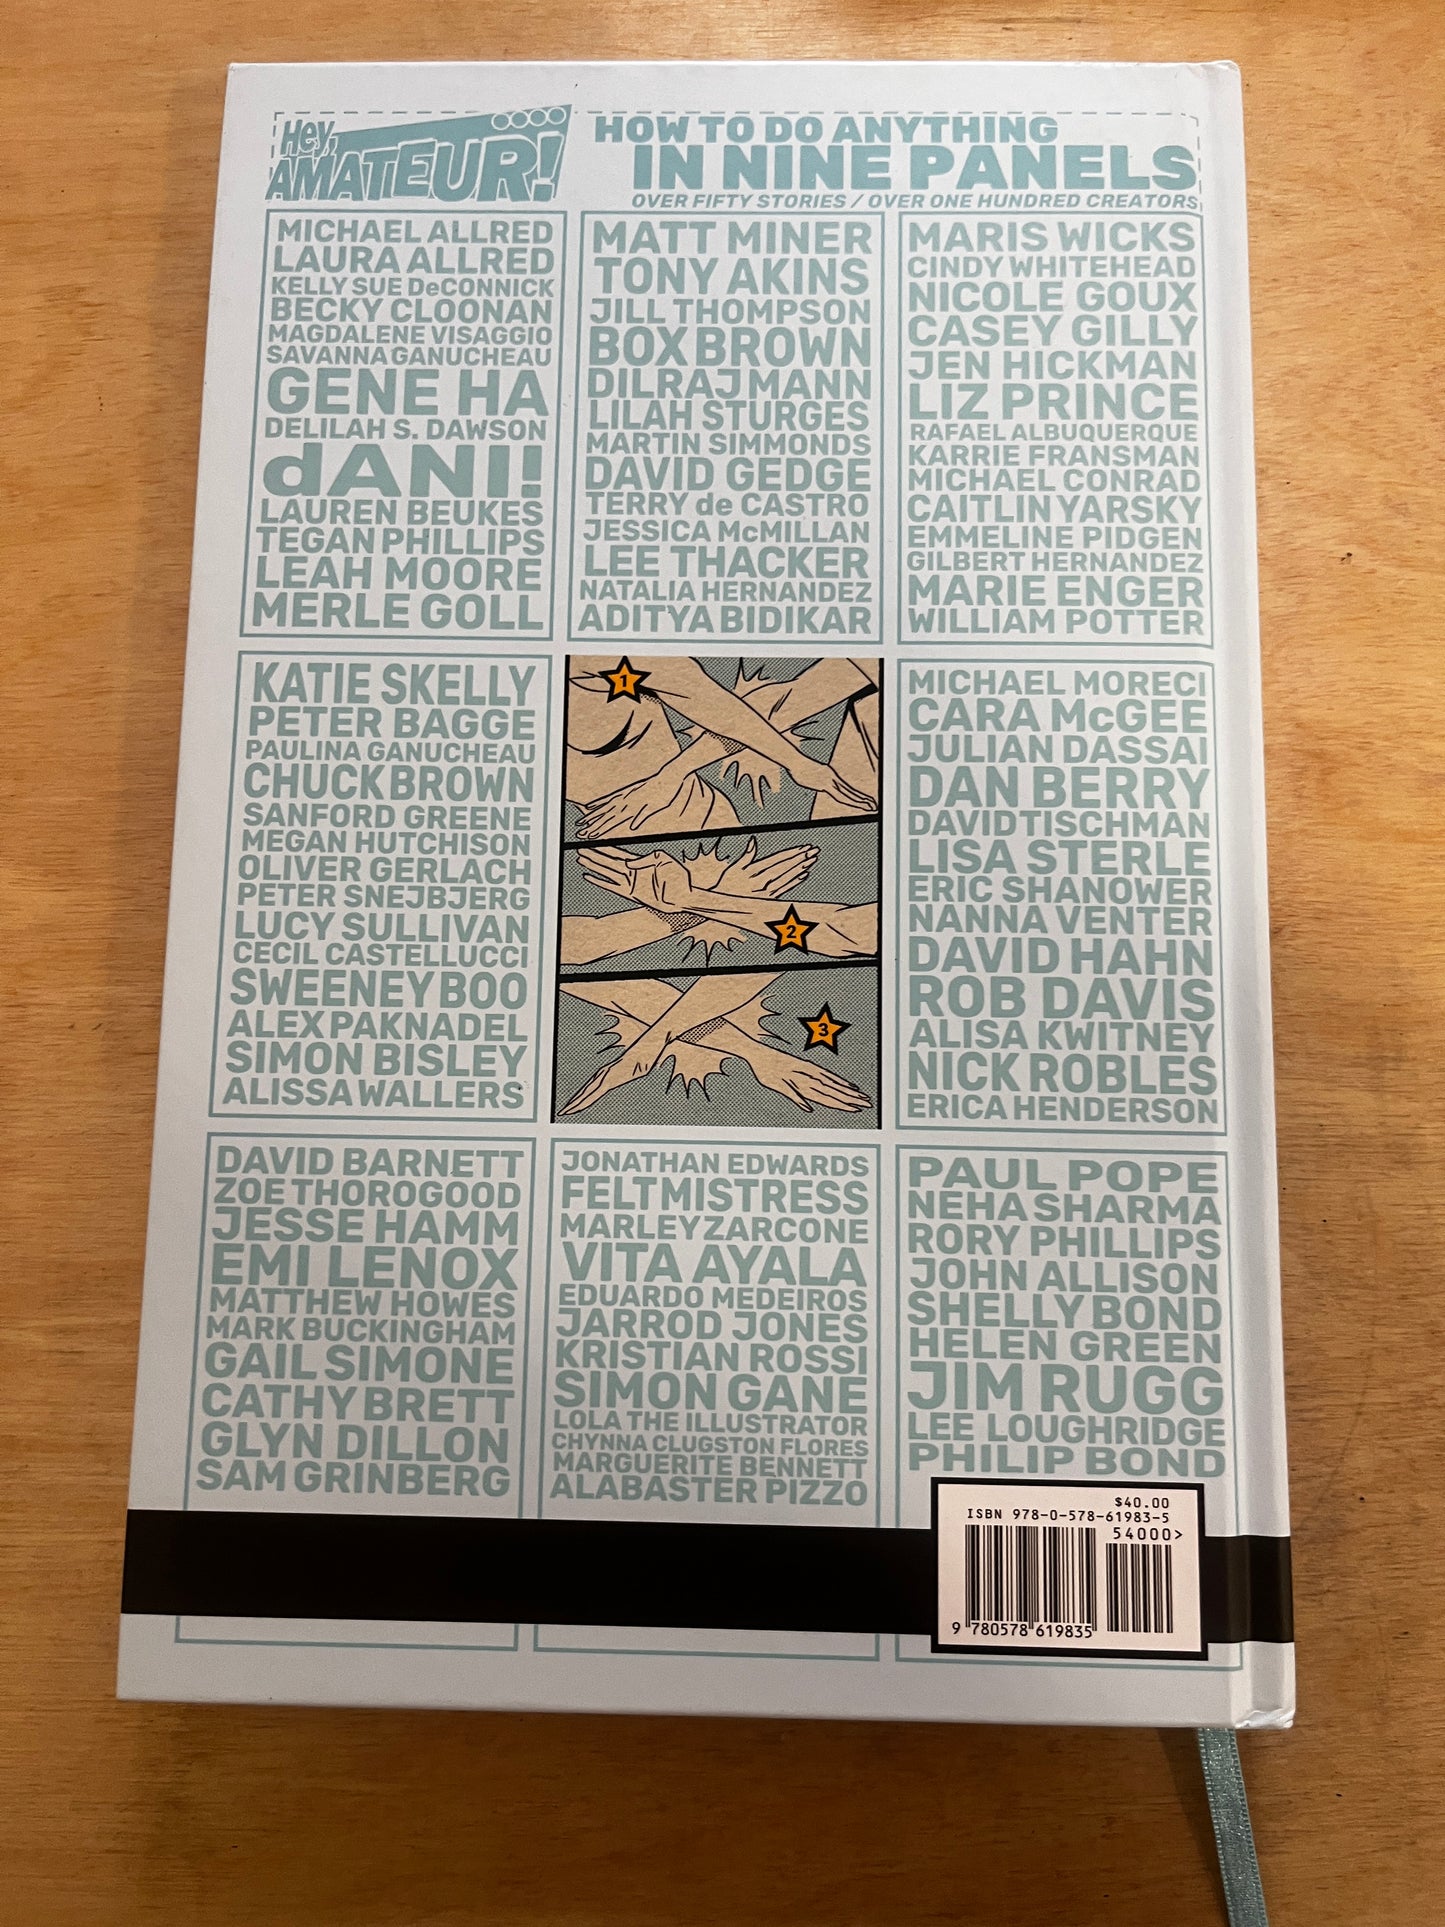 Hey,
AMATEUR!
HOW TO DO ANYTHING
IN NINE PANELS
OVER FIFTY STORIES / OVER ONE HUNDRED CREATORS
MICHAEL ALLRED
LAURA ALLRED
KELLY SUE DeCONNICK
BECKY CLOONAN
MAGDALENE VISAGGIO
SAVANNA GANUCHEAU
GENE HA
DELILAH S. DAWSON
dANI!
LAUREN BEUKES
TEGAN PHILLIPS
LEAH MOORE
MERLE GOLL
MATT MINER
TONY AKINS
JILL THOMPSON
BOX BROWN
DILRAJ MANN
LILAH STURGES
MARTIN SIMMONDS
DAVID GEDGE
TERRY de CASTRO
JESSICA McMILLAN
LEE THACKER
NATALIA HERNANDEZ
ADITYA BIDIKAR
MARIS WICKS
CINDY WHITEHEAD
NICOLE GOUX
CASEY GILLY
JEN HICKMAN
LIZ PRINCE
RAFAEL ALBUQUERQUE
KARRIE FRANSMAN
MICHAEL CONRAD
CAITLIN YARSKY
EMMELINE PIDGEN
GILBERT HERNANDEZ
MARIE ENGER
WILLIAM POTTER
KATIE SKELLY
PETER BAGGE
PAULINA GANUCHEAU
CHUCK BROWN
SANFORD GREENE
MEGAN HUTCHISON
OLIVER GERLACH
PETER SNEJBJERG
LUCY SULLIVAN
CECIL CASTELLUCCI
SWEENEY BOO
ALEX PAKNADEL
SIMON BISLEY
ALISSA WALLERS
1
2
3
MICHAEL MORECI
CARA McGEE
JULIAN DASSAI
DAN BERRY
DAVID TISCHMAN
LISA STERLE
ERIC SHANOWER
NANNA VENTER
DAVID HAHN
ROB DAVIS
ALISA KWITNEY
NICK ROBLES
ERICA HENDERSON
DAVID BARNETT
ZOE THOROGOOD
JESSE HAMM
EMI LENOX
MATTHEW HOWES
MARK BUCKINGHAM
GAIL SIMONE
CATHY BRETT
GLYN DILLON
SAM GRINBERG
JONATHAN EDWARDS
FELT MISTRESS
MARLEY ZARCONE
VITA AYALA
EDUARDO MEDEIROS
JARROD JONES
KRISTIAN ROSSI
SIMON GANE
LOLA THE ILLUSTRATOR
CHYNNA CLUGSTON FLORES
MARGUERITE BENNETT
ALABASTER PIZZO
PAUL POPE
NEHA SHARMA
RORY PHILLIPS
JOHN ALLISON
SHELLY BOND
HELEN GREEN
JIM RUGG
LEE LOUGHRIDGE
PHILIP BOND
$40.00
ISBN 978-0-578-61983-5
54000>
9 780578 619835